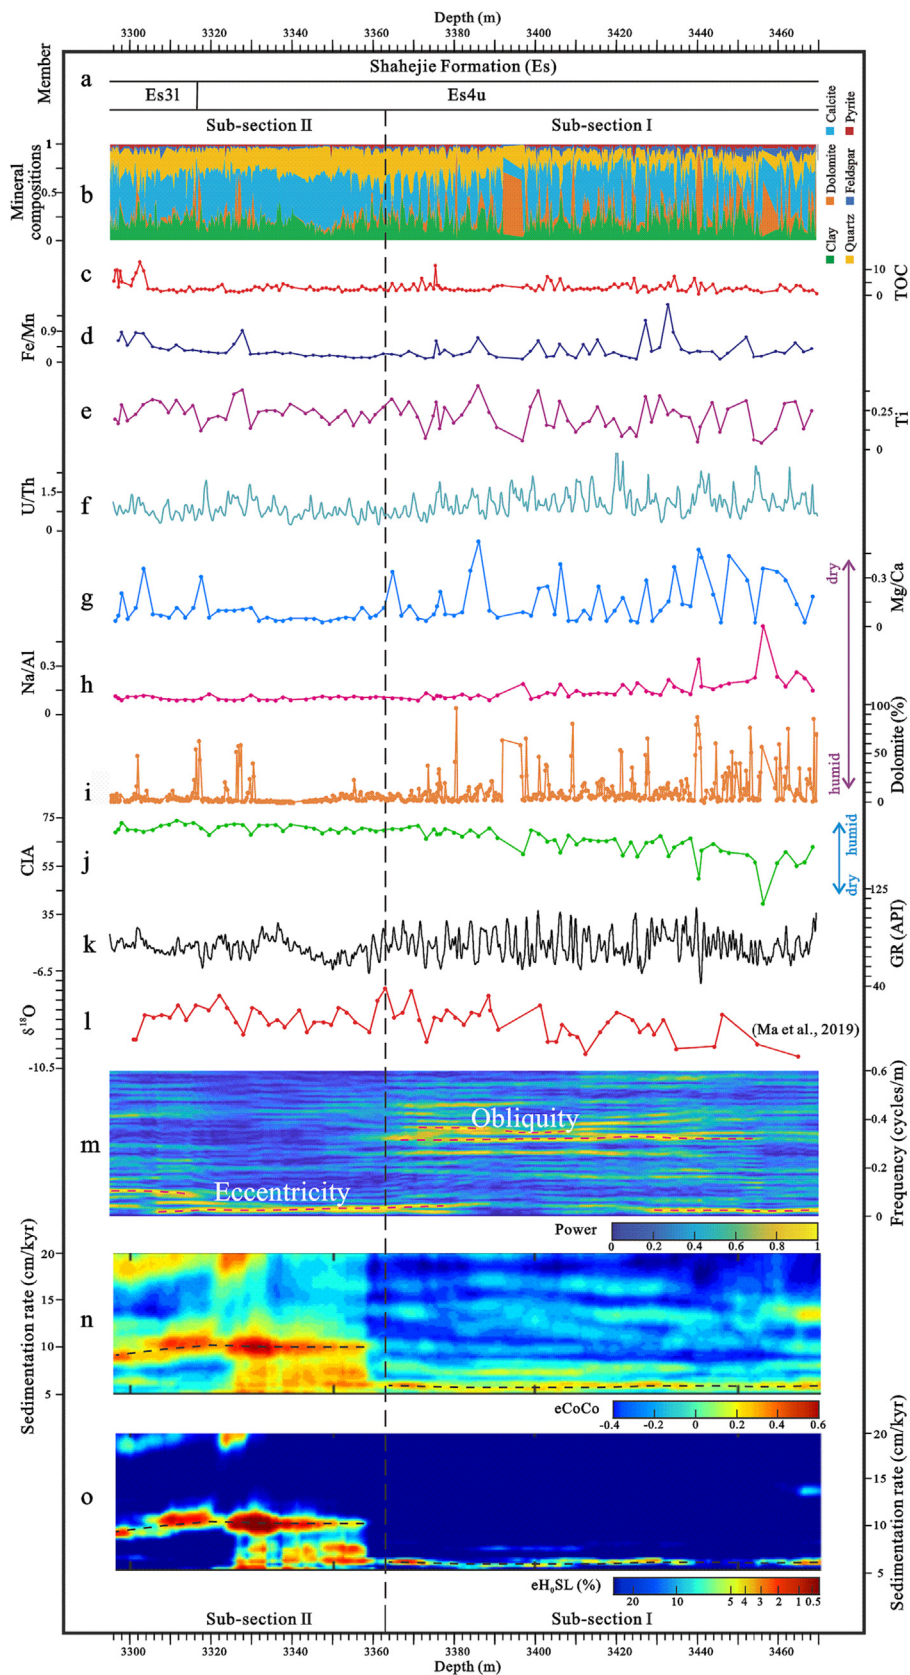 Depth (m)
3300 3320 3340 3360 3380 3400 3420 3440 3460
Member
a
Shahejie Formation (Es)
Es3l
Es4u
Sub-section II
Sub-section I
Mineral compositions
1
0.5
0
b
Clay
Dolomite
Calcite
Quartz
Feldspar
Pyrite
c
10
0
TOC
Fe/Mn
0.9
0
d
e
0.25
0
Ti
U/Th
1.5
0
f
g
0.3
0
Mg/Ca
dry
Na/Al
0.3
0
h
i
100
50
0
Dolomite (%)
humid
CIA
75
55
j
humid
dry
35
-6.5
k
125
40
GR (API)
δ18O
-10.5
l
(Ma et al., 2019)
m
Obliquity
Eccentricity
0.6
0.4
0.2
0
Frequency (cycles/m)
Power
0 0.2 0.4 0.6 0.8 1
Sedimentation rate (cm/kyr)
20
15
10
5
n
eCoCo
-0.4 -0.2 0 0.2 0.4 0.6
o
20
15
10
5
Sedimentation rate (cm/kyr)
eH0SL (%)
20 10 5 4 3 2 1 0.5
Sub-section II
Sub-section I
3300 3320 3340 3360 3380 3400 3420 3440 3460
Depth (m)